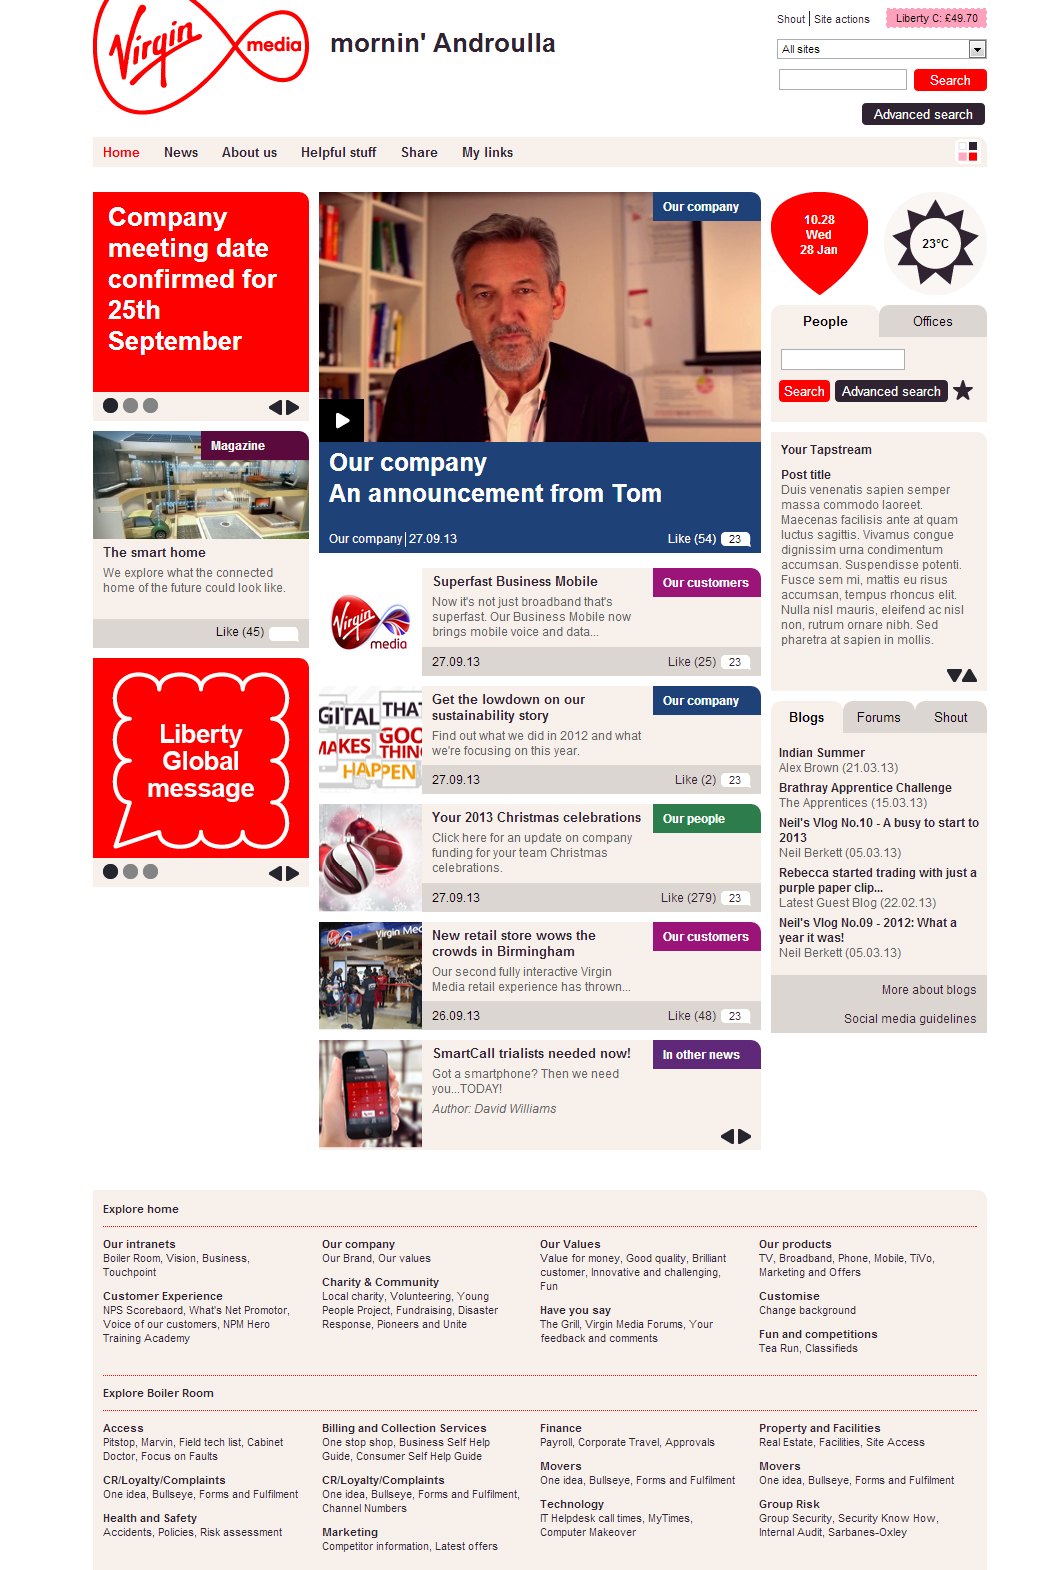 Virgin media
mornin' Androulla
Shout | Site actions
Liberty C: £49.70
All sites
Search
Advanced search
Home News About us Helpful stuff Share My links
Company
meeting date
confirmed for
25th
September
Magazine
The smart home
We explore what the connected
home of the future could look like.
Like (45)
Liberty
Global
message
Our company
Our company
An announcement from Tom
Our company | 27.09.13 Like (54) 23
Virgin
media
Superfast Business Mobile
Our customers
Now it's not just broadband that's
superfast. Our Business Mobile now
brings mobile voice and data...
27.09.13 Like (25) 23
GITAL THA
MAKES GOO
THING
HAPPEN
Get the lowdown on our
sustainability story
Our company
Find out what we did in 2012 and what
we're focusing on this year.
27.09.13 Like (2) 23
Your 2013 Christmas celebrations
Our people
Click here for an update on company
funding for your team Christmas
celebrations.
27.09.13 Like (279) 23
Virgin Med
New retail store wows the
crowds in Birmingham
Our customers
Our second fully interactive Virgin
Media retail experience has thrown...
26.09.13 Like (48) 23
SmartCall trialists needed now!
In other news
Got a smartphone? Then we need
you...TODAY!
Author: David Williams
10.28
Wed
28 Jan
23°C
People Offices
Search Advanced search
Your Tapstream
Post title
Duis venenatis sapien semper
massa commodo laoreet.
Maecenas facilisis ante at quam
luctus sagittis. Vivamus congue
dignissim urna condimentum
accumsan. Suspendisse potenti.
Fusce sem mi, mattis eu risus
accumsan, tempus rhoncus elit.
Nulla nisl mauris, eleifend ac nisl
non, rutrum ornare nibh. Sed
pharetra at sapien in mollis.
Blogs Forums Shout
Indian Summer
Alex Brown (21.03.13)
Brathray Apprentice Challenge
The Apprentices (15.03.13)
Neil's Vlog No.10 - A busy to start to
2013
Neil Berkett (05.03.13)
Rebecca started trading with just a
purple paper clip...
Latest Guest Blog (22.02.13)
Neil's Vlog No.09 - 2012: What a
year it was!
Neil Berkett (05.03.13)
More about blogs
Social media guidelines
Explore home
Our intranets
Boiler Room, Vision, Business,
Touchpoint
Customer Experience
NPS Scorebaord, What's Net Promotor,
Voice of our customers, NPM Hero
Training Academy
Our company
Our Brand, Our values
Charity & Community
Local charity, Volunteering, Young
People Project, Fundraising, Disaster
Response, Pioneers and Unite
Our Values
Value for money, Good quality, Brilliant
customer, Innovative and challenging,
Fun
Have you say
The Grill, Virgin Media Forums, Your
feedback and comments
Our products
TV, Broadband, Phone, Mobile, TiVo,
Marketing and Offers
Customise
Change background
Fun and competitions
Tea Run, Classifieds
Explore Boiler Room
Access
Pitstop, Marvin, Field tech list, Cabinet
Doctor, Focus on Faults
CR/Loyalty/Complaints
One idea, Bullseye, Forms and Fulfilment
Health and Safety
Accidents, Policies, Risk assessment
Billing and Collection Services
One stop shop, Business Self Help
Guide, Consumer Self Help Guide
CR/Loyalty/Complaints
One idea, Bullseye, Forms and Fulfilment,
Channel Numbers
Marketing
Competitor information, Latest offers
Finance
Payroll, Corporate Travel, Approvals
Movers
One idea, Bullseye, Forms and Fulfilment
Technology
IT Helpdesk call times, MyTimes,
Computer Makeover
Property and Facilities
Real Estate, Facilities, Site Access
Movers
One idea, Bullseye, Forms and Fulfilment
Group Risk
Group Security, Security Know How,
Internal Audit, Sarbanes-Oxley